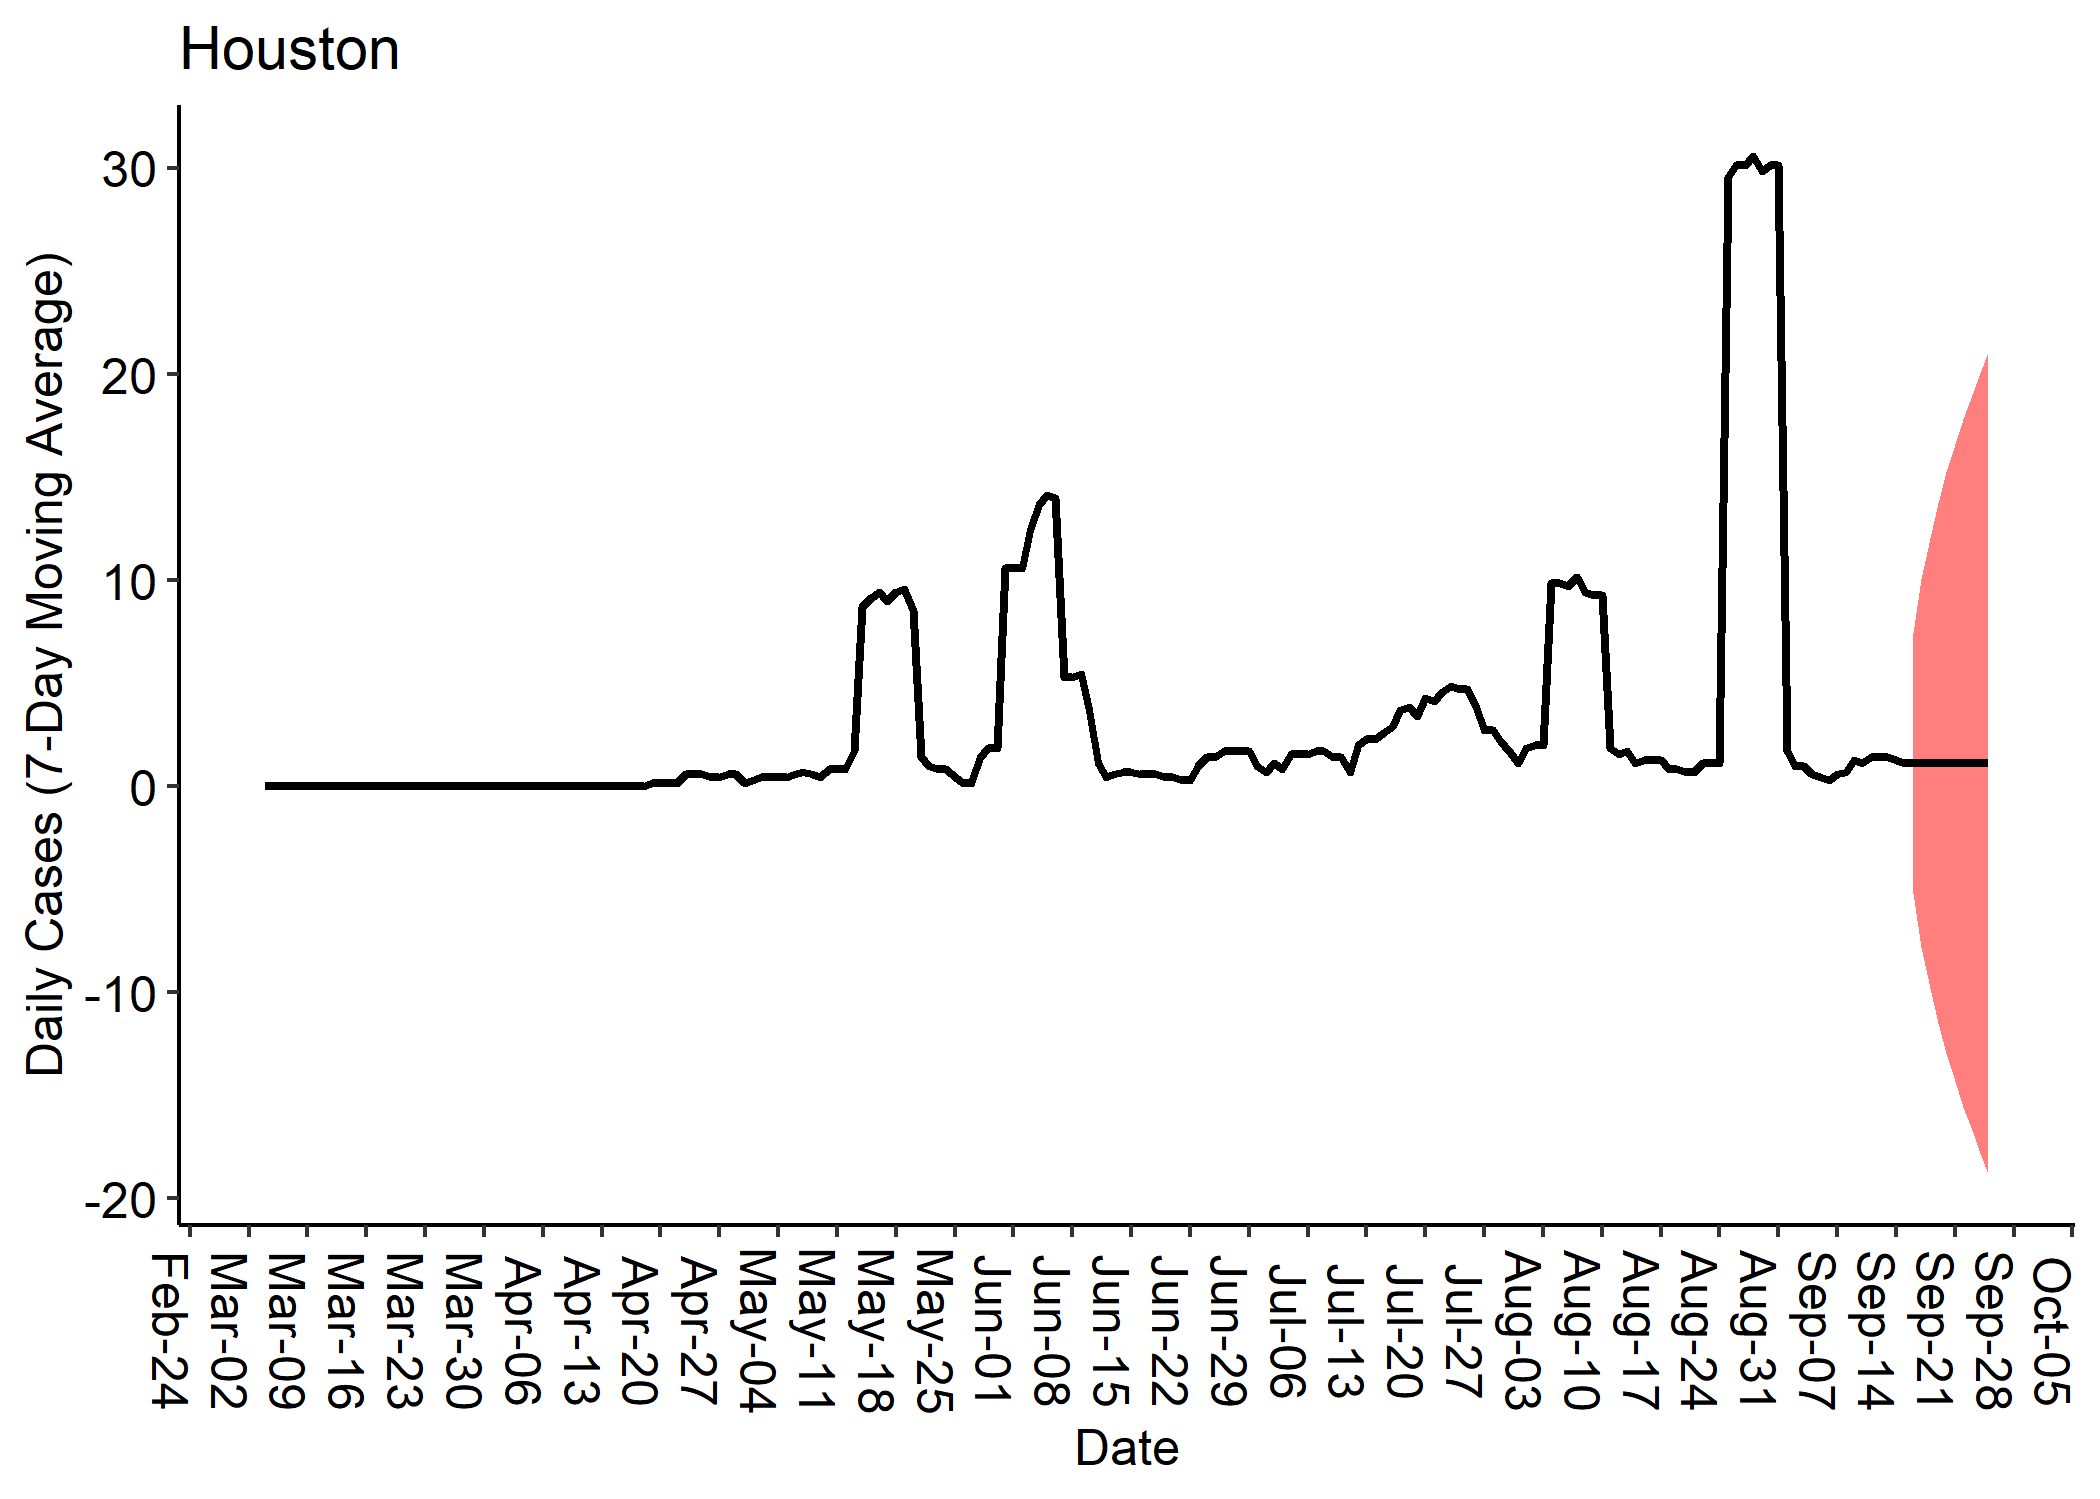 Houston
Daily Cases (7-Day Moving Average)
30
20
10
0
-10
-20
Feb-24
Mar-02
Mar-09
Mar-16
Mar-23
Mar-30
Apr-06
Apr-13
Apr-20
Apr-27
May-04
May-11
May-18
May-25
Jun-01
Jun-08
Jun-15
Jun-22
Jun-29
Jul-06
Jul-13
Jul-20
Jul-27
Aug-03
Aug-10
Aug-17
Aug-24
Aug-31
Sep-07
Sep-14
Sep-21
Sep-28
Oct-05
Date